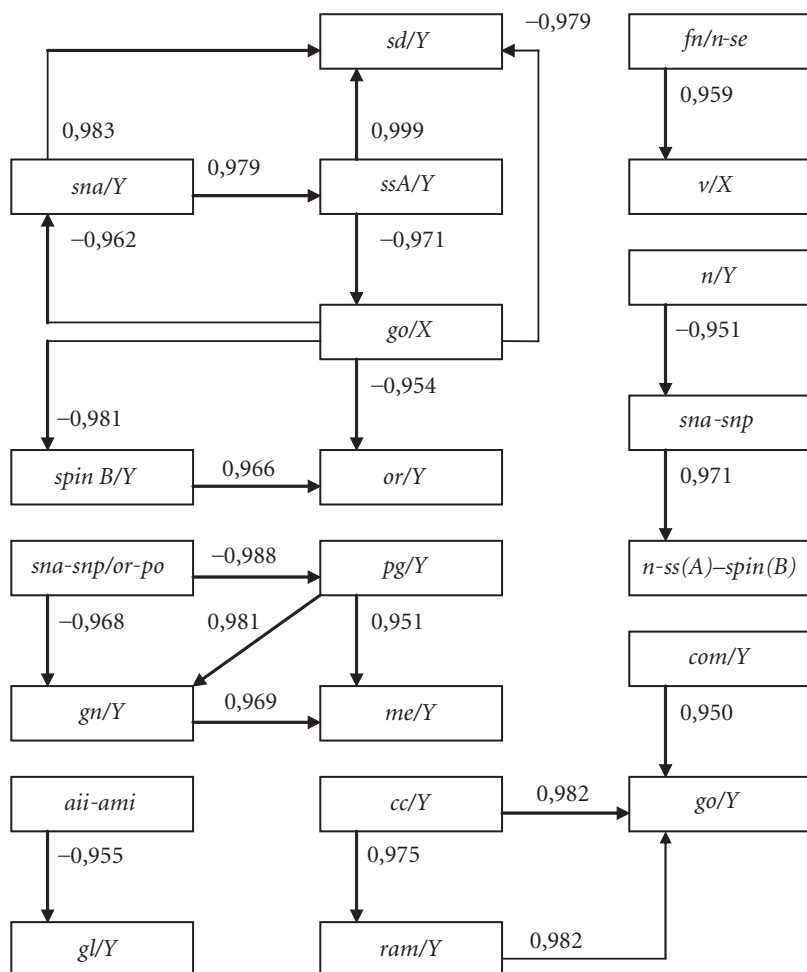 sd/Y
−0,979
fn/n-se
0,983
0,999
0,959
sna/Y
0,979
ssA/Y
v/X
−0,962
−0,971
n/Y
go/X
−0,951
−0,981
−0,954
sna-snp
spin B/Y
0,966
or/Y
0,971
sna-snp/or-po
−0,988
pg/Y
n-ss(A)–spin(B)
−0,968
0,981
0,951
com/Y
gn/Y
0,969
me/Y
0,950
aii-ami
cc/Y
0,982
go/Y
−0,955
0,975
gl/Y
ram/Y
0,982